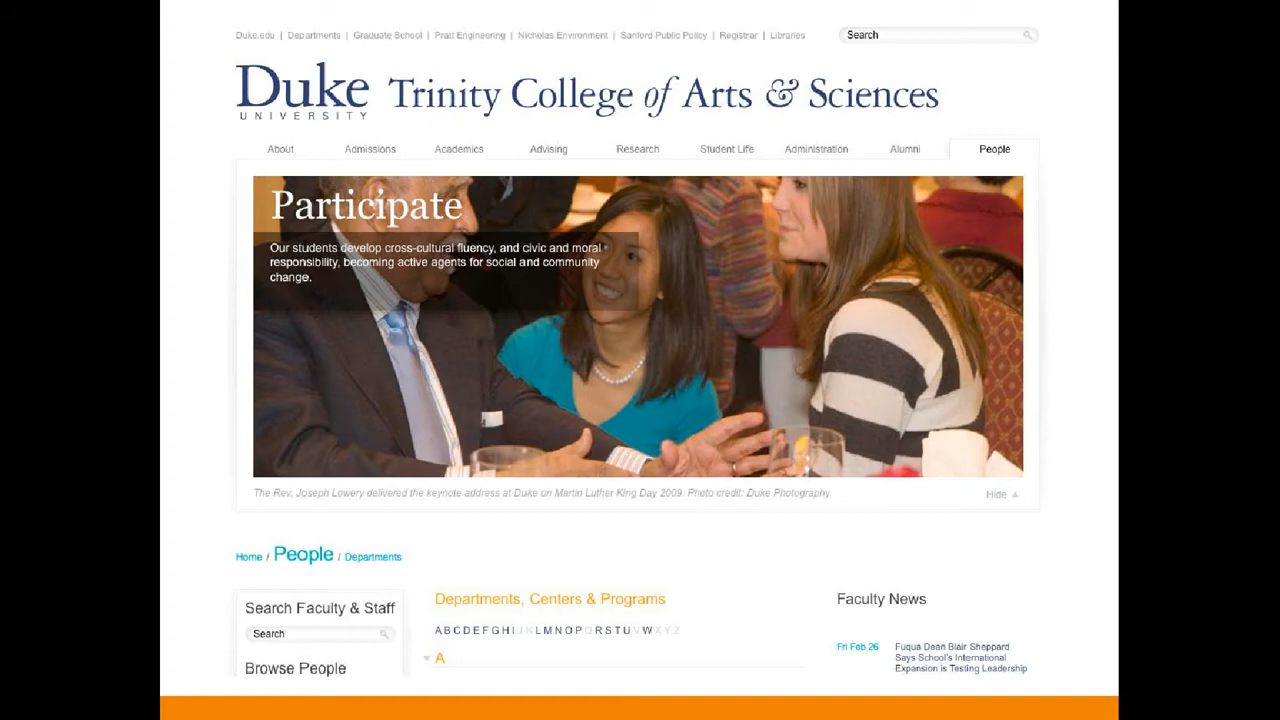 Duke.edu | Departments | Graduate School | Pratt Engineering | Nicholas Environment | Sanford Public Policy | Registrar | Libraries
Search
Duke UNIVERSITY Trinity College of Arts & Sciences
About Admissions Academics Advising Research Student Life Administration Alumni People
Participate
Our students develop cross-cultural fluency, and civic and moral
responsibility, becoming active agents for social and community
change.
The Rev. Joseph Lowery delivered the keynote address at Duke on Martin Luther King Day 2009. Photo credit: Duke Photography
Hide
Home / People / Departments
Search Faculty & Staff
Search
Browse People
Departments, Centers & Programs
A B C D E F G H I J K L M N O P Q R S T U V W X Y Z
A
Faculty News
Fri Feb 26
Fuqua Dean Blair Sheppard
Says School's International
Expansion is Testing Leadership